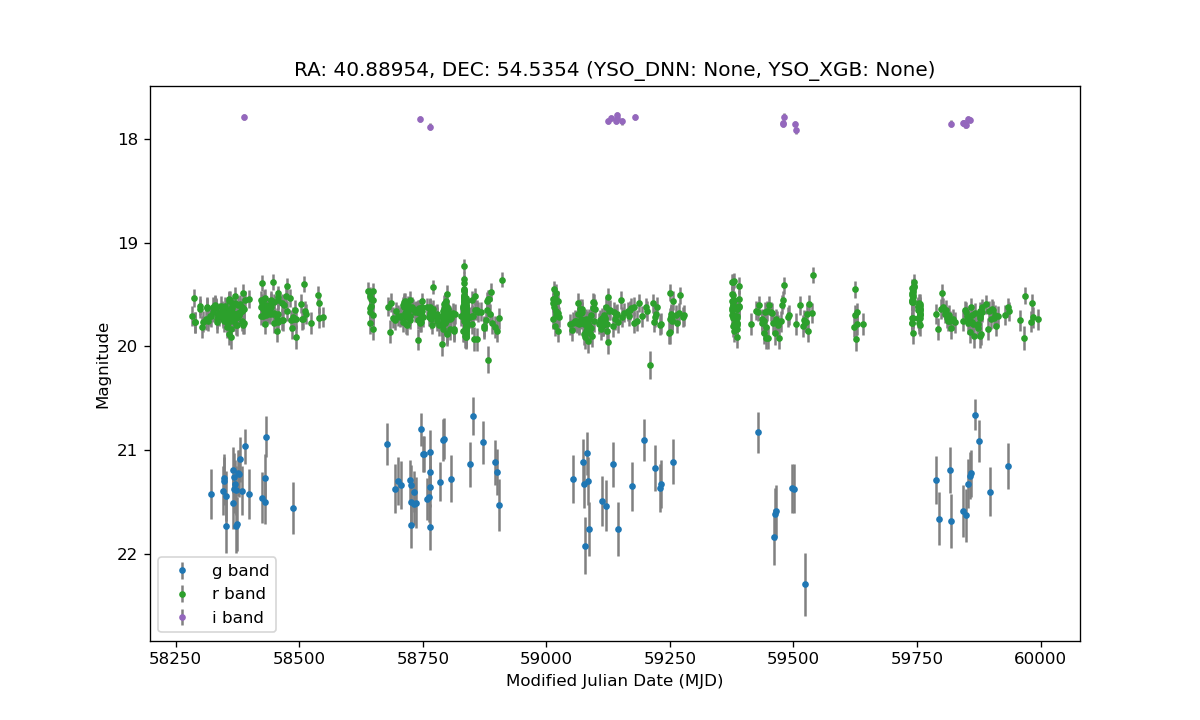 RA: 40.88954, DEC: 54.5354 (YSO_DNN: None, YSO_XGB: None)
Magnitude
18
19
20
21
22
g band
r band
i band
58250 58500 58750 59000 59250 59500 59750 60000
Modified Julian Date (MJD)